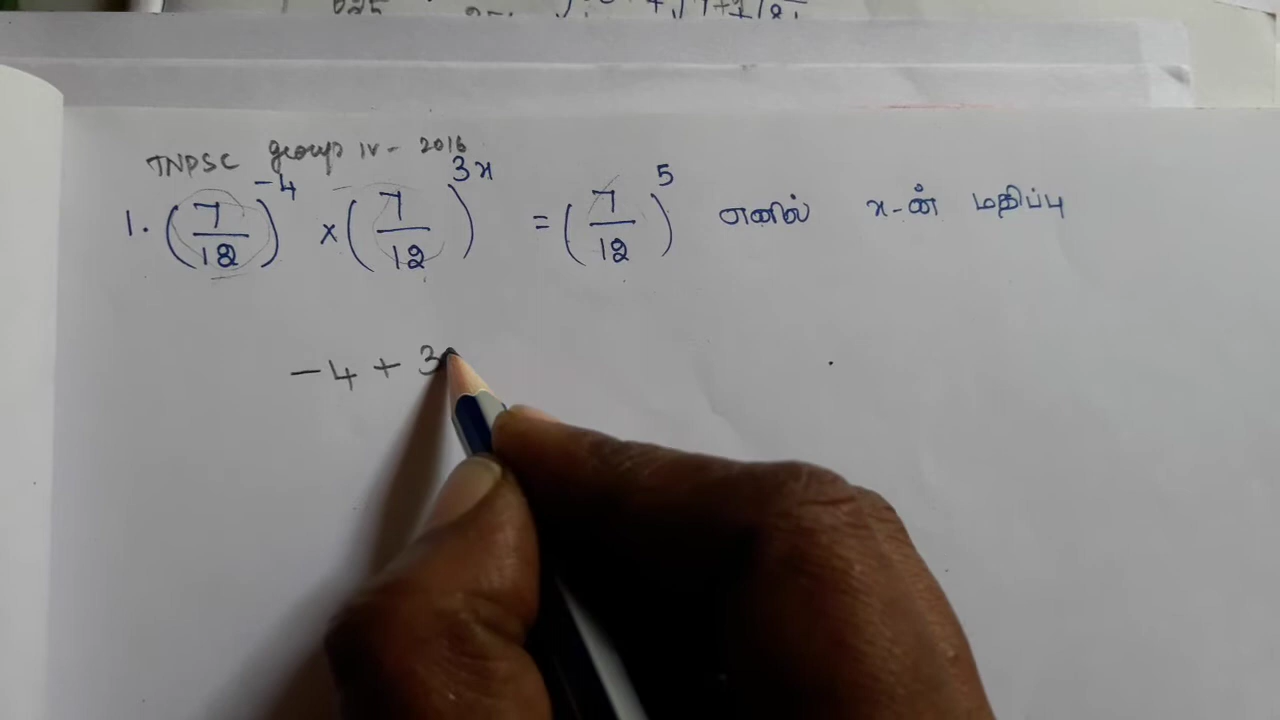 TNPSC group IV - 2016
1. (7/12)^-4 × (7/12)^3x = (7/12)^5 எனில் x-ன் மதிப்பு
-4 + 3